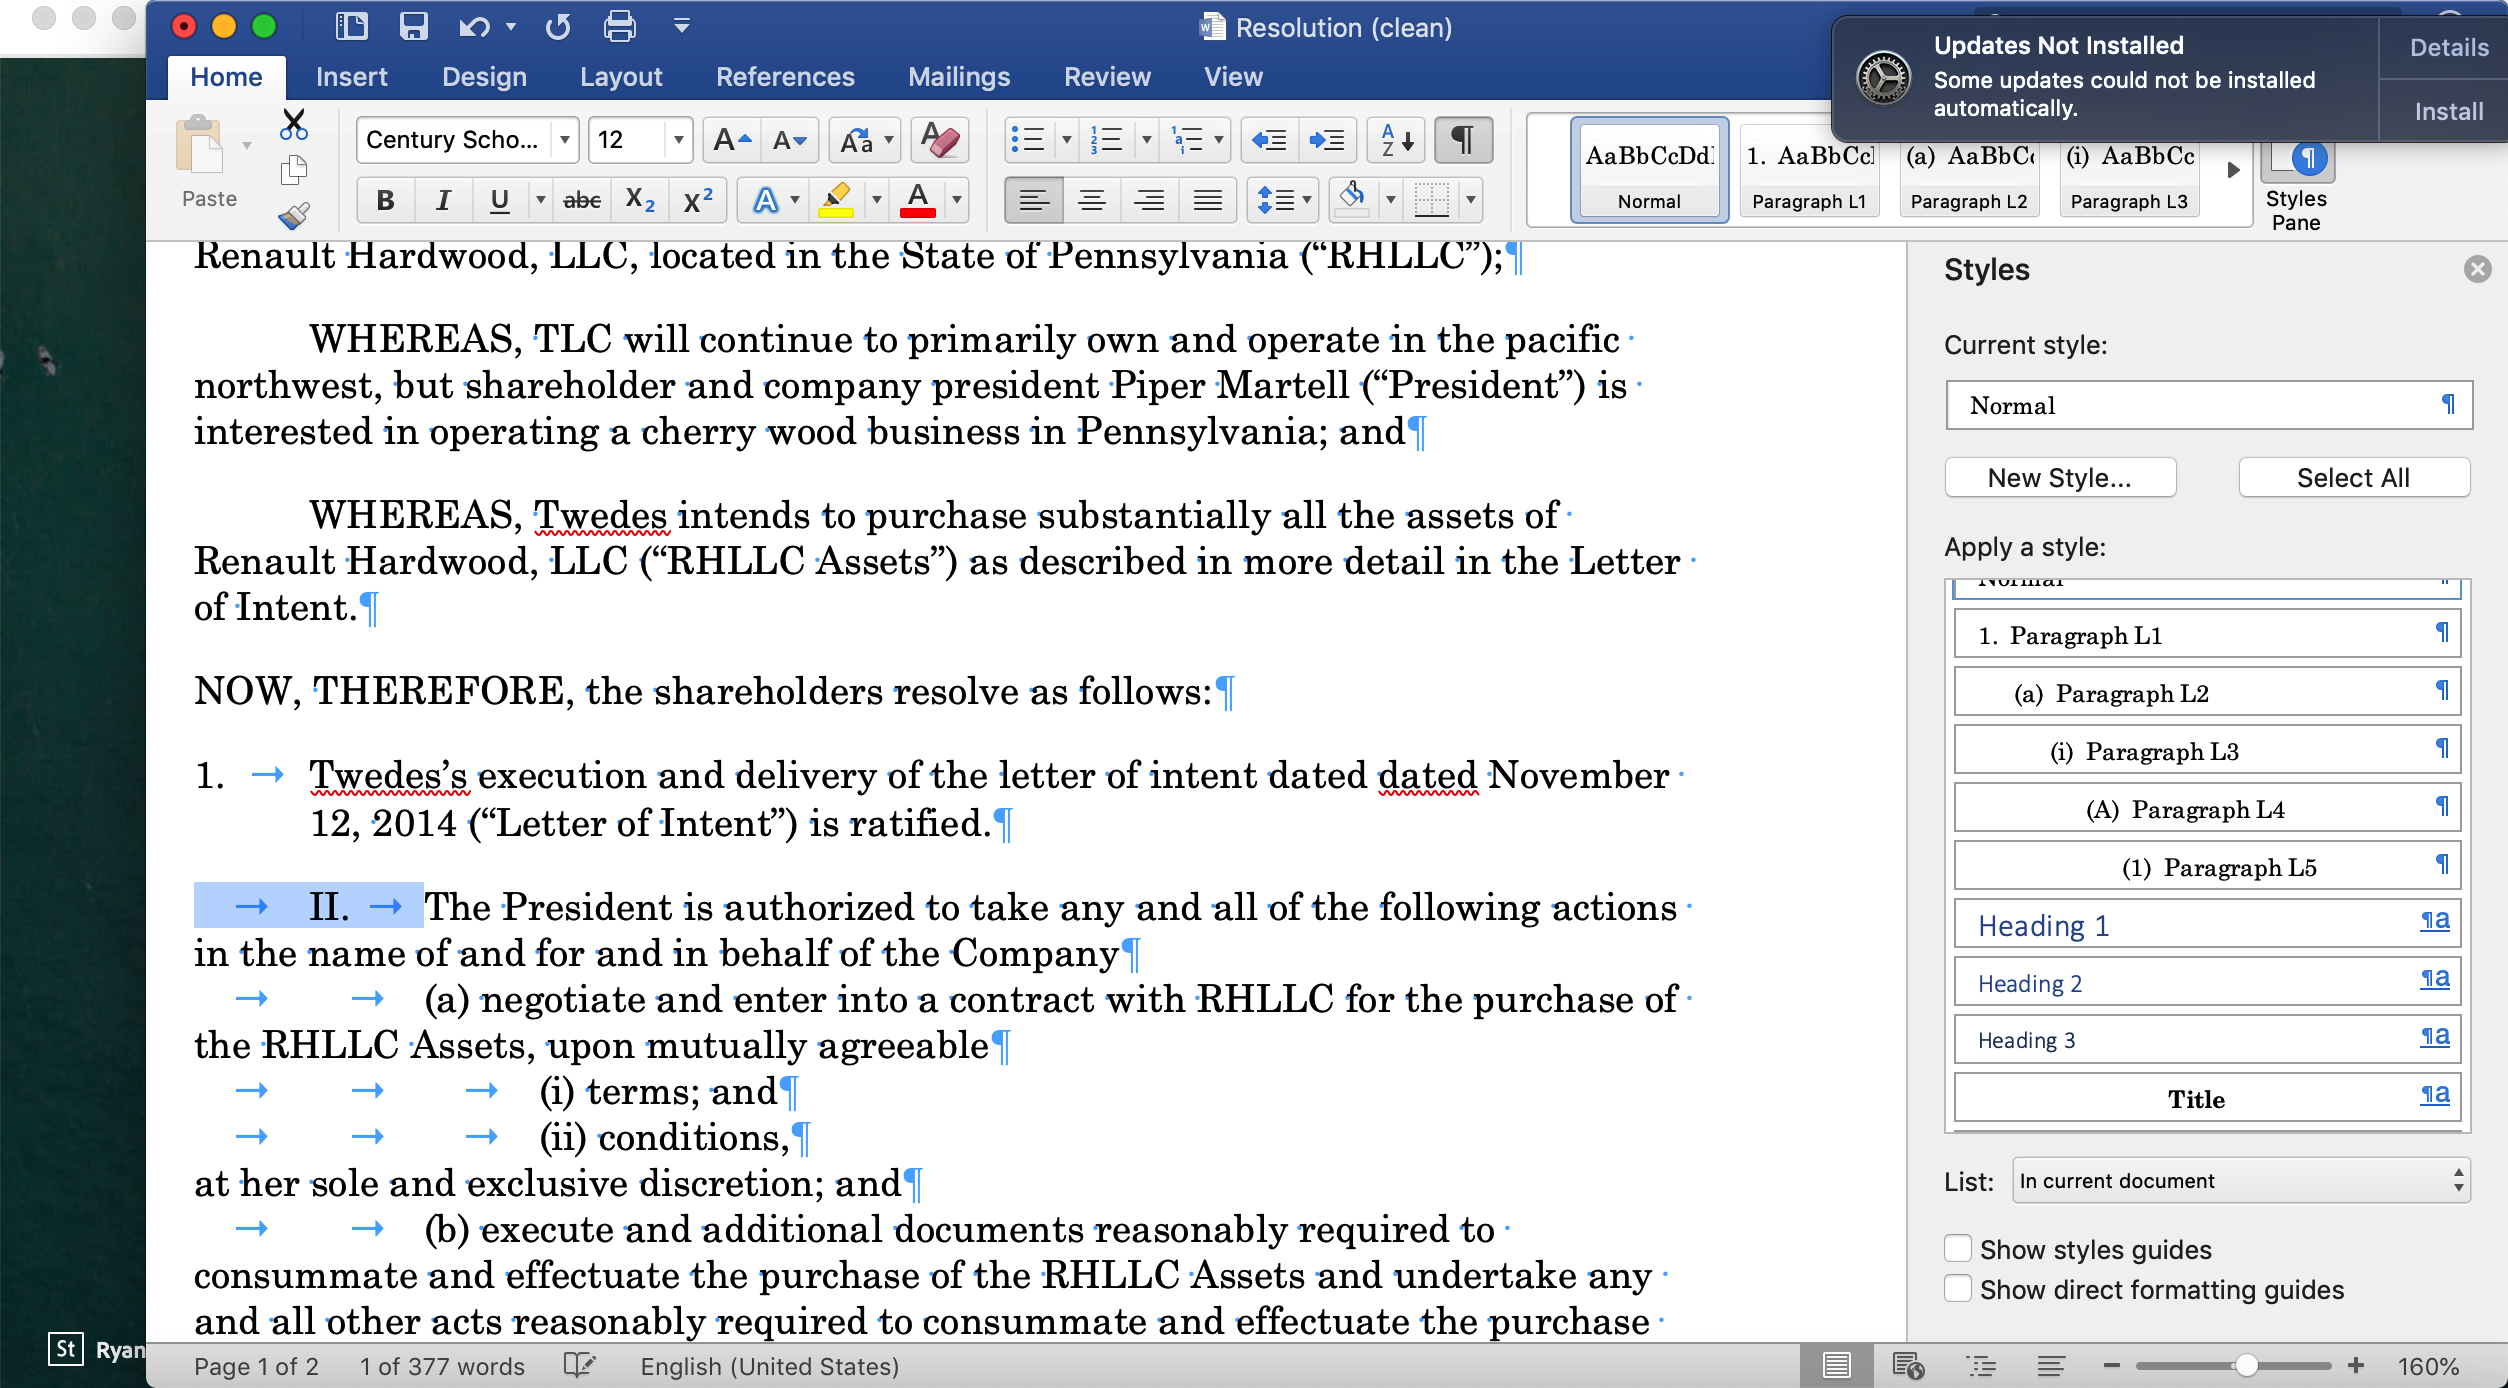 Resolution (clean)
Updates Not Installed
Some updates could not be installed
automatically.
Details
Install
Home Insert Design Layout References Mailings Review View
Paste
Century Scho... 12
AaBbCcDd Normal
1. AaBbCc Paragraph L1
(a) AaBbC Paragraph L2
(i) AaBbCc Paragraph L3
Styles
Pane
Renault Hardwood, LLC, located in the State of Pennsylvania (“RHLLC”);¶
WHEREAS, TLC will continue to primarily own and operate in the pacific
northwest, but shareholder and company president Piper Martell (“President”) is
interested in operating a cherry wood business in Pennsylvania; and¶
WHEREAS, Twedes intends to purchase substantially all the assets of
Renault Hardwood, LLC (“RHLLC Assets”) as described in more detail in the Letter
of Intent.¶
NOW, THEREFORE, the shareholders resolve as follows:¶
1. → Twedes’s execution and delivery of the letter of intent dated dated November
12, 2014 (“Letter of Intent”) is ratified.¶
→ II. → The President is authorized to take any and all of the following actions
in the name of and for and in behalf of the Company¶
→ → (a) negotiate and enter into a contract with RHLLC for the purchase of
the RHLLC Assets, upon mutually agreeable¶
→ → → (i) terms; and¶
→ → → (ii) conditions,¶
at her sole and exclusive discretion; and¶
→ → (b) execute and additional documents reasonably required to
consummate and effectuate the purchase of the RHLLC Assets and undertake any
and all other acts reasonably required to consummate and effectuate the purchase
Styles
Current style:
Normal ¶
New Style... Select All
Apply a style:
Normal ¶
1. Paragraph L1 ¶
(a) Paragraph L2 ¶
(i) Paragraph L3 ¶
(A) Paragraph L4 ¶
(1) Paragraph L5 ¶
Heading 1 ¶a
Heading 2 ¶a
Heading 3 ¶a
Title ¶a
List: In current document
Show styles guides
Show direct formatting guides
St Ryan
Page 1 of 2 1 of 377 words English (United States) 160%